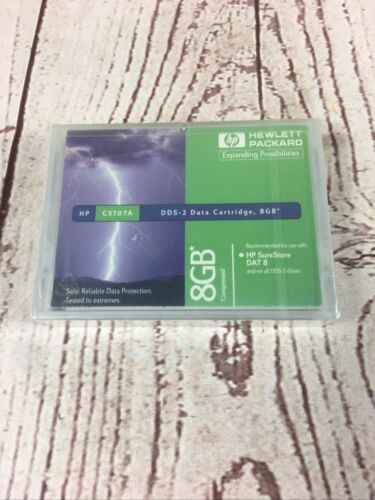 hp HEWLETT
PACKARD
Expanding Possibilities
HP C5707A DDS-2 Data Cartridge, 8GB*
8GB*
*Compressed
Recommended for use with:
• HP SureStore
DAT 8
and on all DDS-2 drives
Safe, Reliable Data Protection.
Tested to extremes.